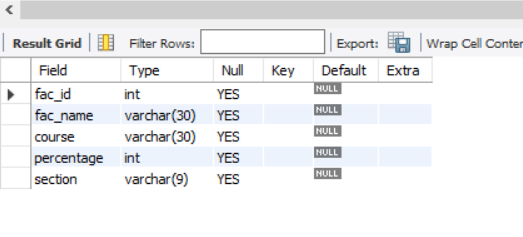 Result Grid Filter Rows: Export: Wrap Cell Conten
Field Type Null Key Default Extra
fac_id int YES NULL
fac_name varchar(30) YES NULL
course varchar(30) YES NULL
percentage int YES NULL
section varchar(9) YES NULL